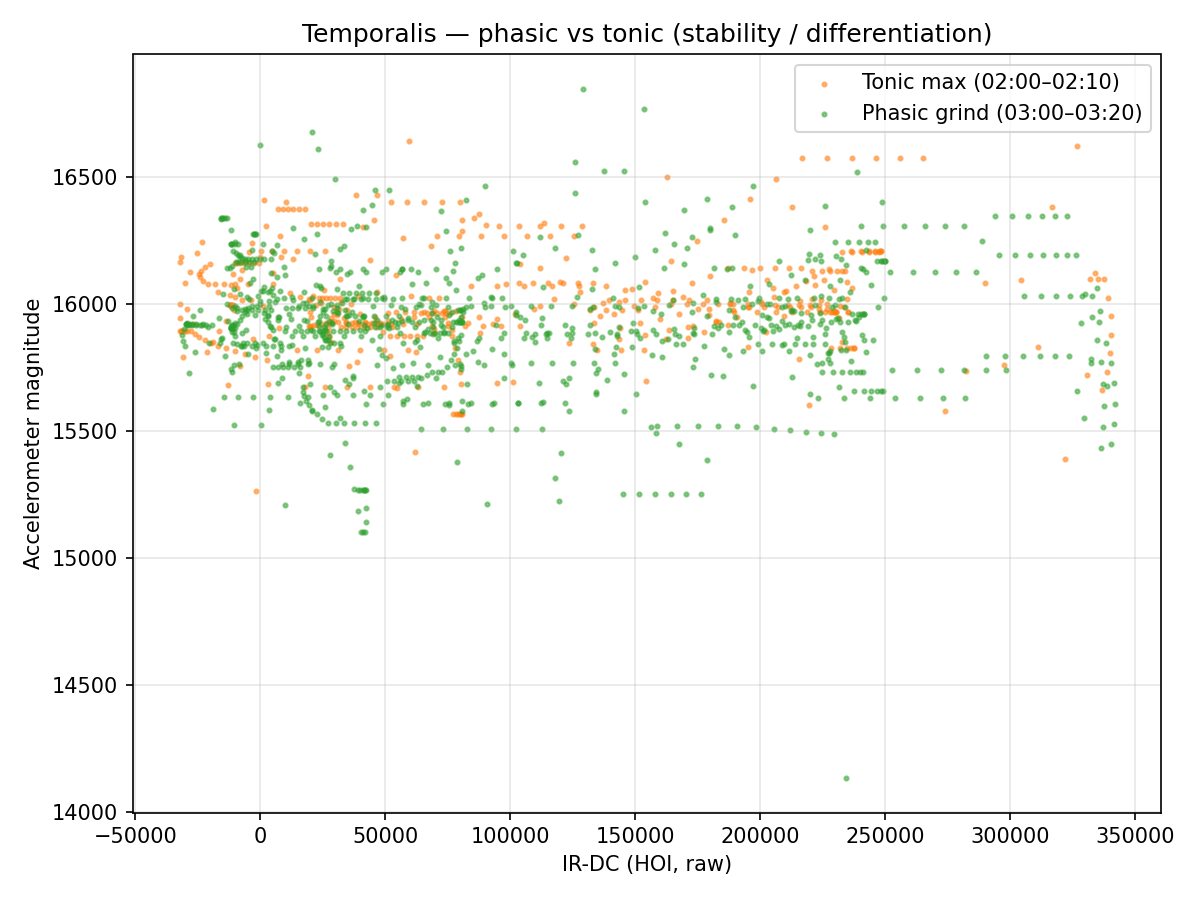 Temporalis — phasic vs tonic (stability / differentiation)
Tonic max (02:00–02:10)
Phasic grind (03:00–03:20)
Accelerometer magnitude
16500
16000
15500
15000
14500
14000
−50000 0 50000 100000 150000 200000 250000 300000 350000
IR-DC (HOI, raw)